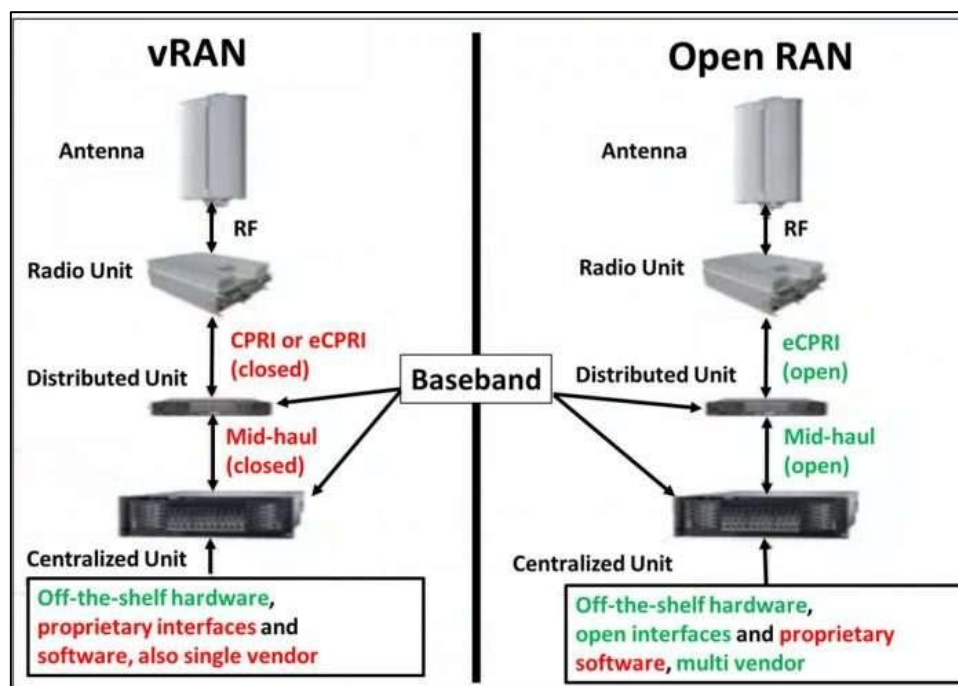 vRAN
Antenna
RF
Radio Unit
CPRI or eCPRI
(closed)
Distributed Unit
Mid-haul
(closed)
Centralized Unit
Off-the-shelf hardware,
proprietary interfaces and
software, also single vendor
Baseband
Open RAN
Antenna
RF
Radio Unit
eCPRI
(open)
Distributed Unit
Mid-haul
(open)
Centralized Unit
Off-the-shelf hardware,
open interfaces and proprietary
software, multi vendor